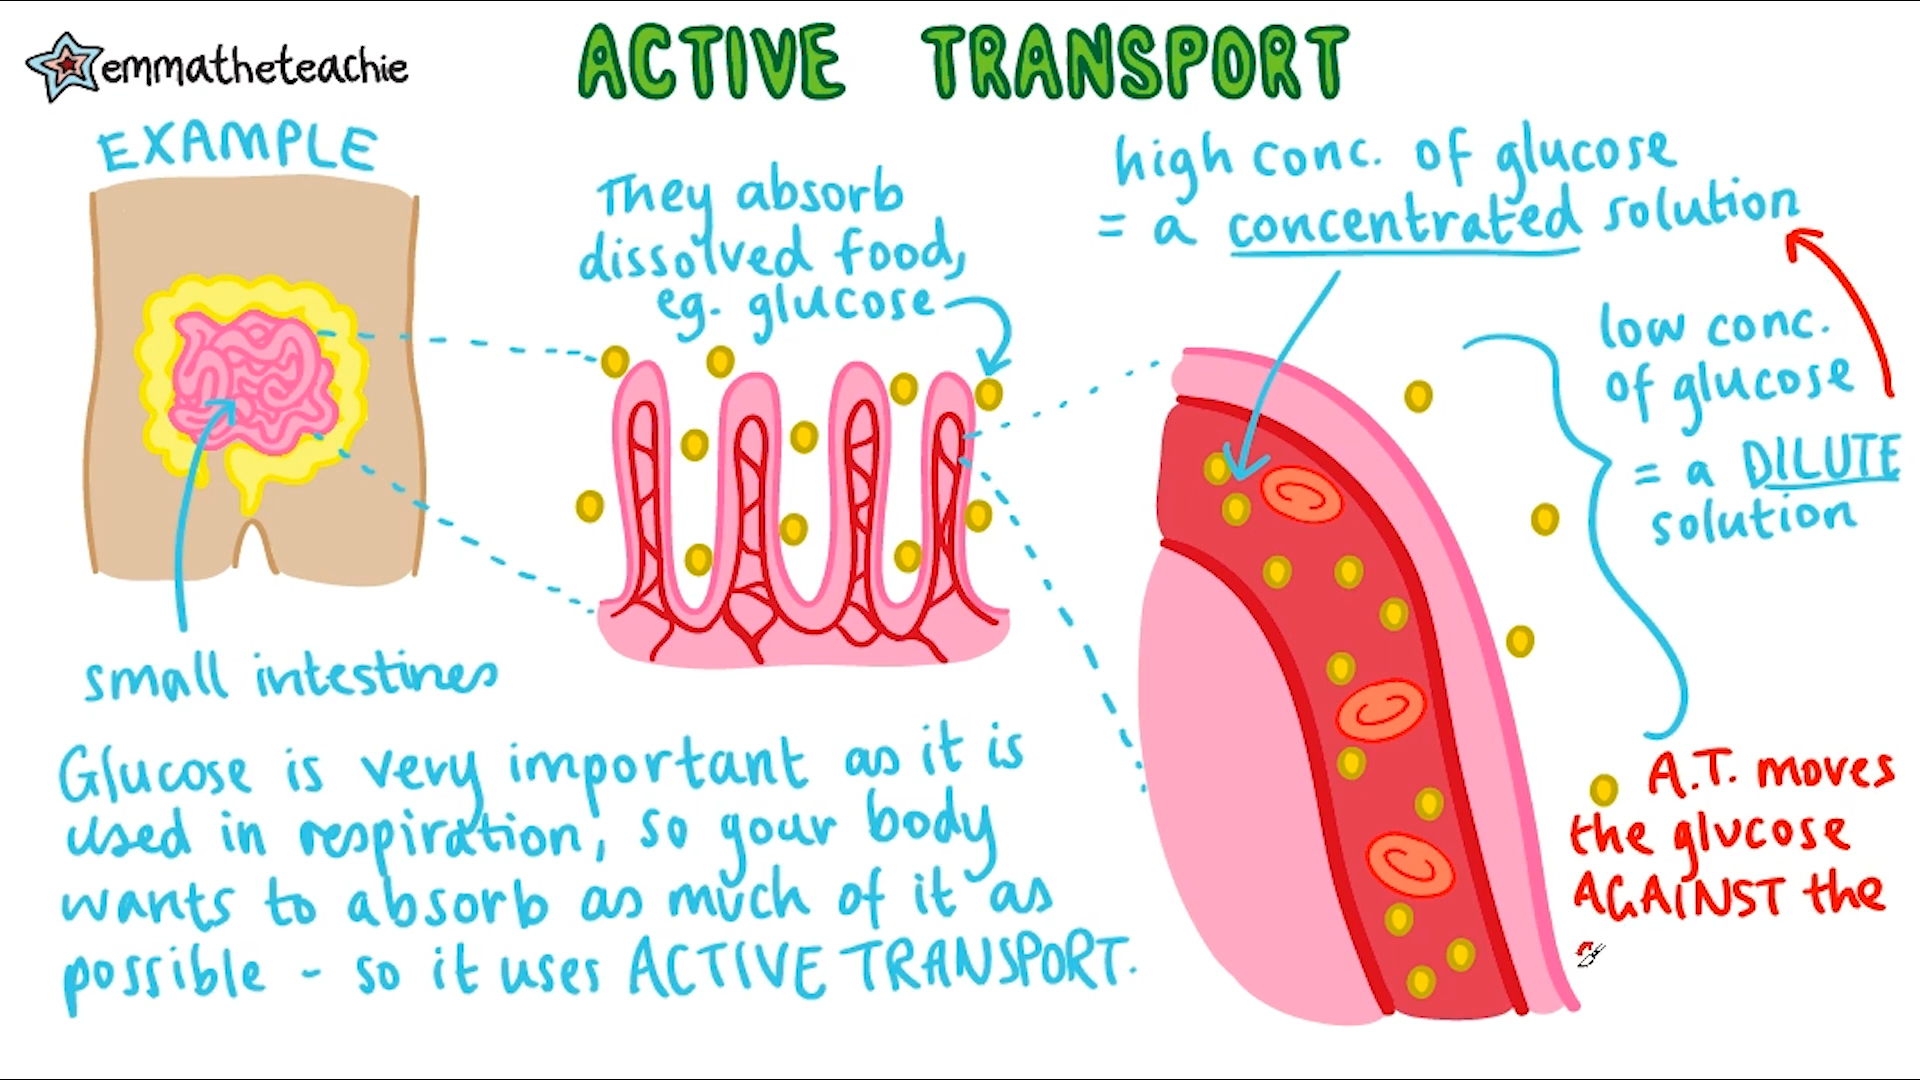 emmatheteachie
ACTIVE TRANSPORT
EXAMPLE
small intestines
They absorb
dissolved food,
eg. glucose
high conc. of glucose
= a concentrated solution
low conc.
of glucose
= a DILUTE
solution
Glucose is very important as it is
used in respiration, so your body
wants to absorb as much of it as
possible - so it uses ACTIVE TRANSPORT.
A.T. moves
the glucose
AGAINST the